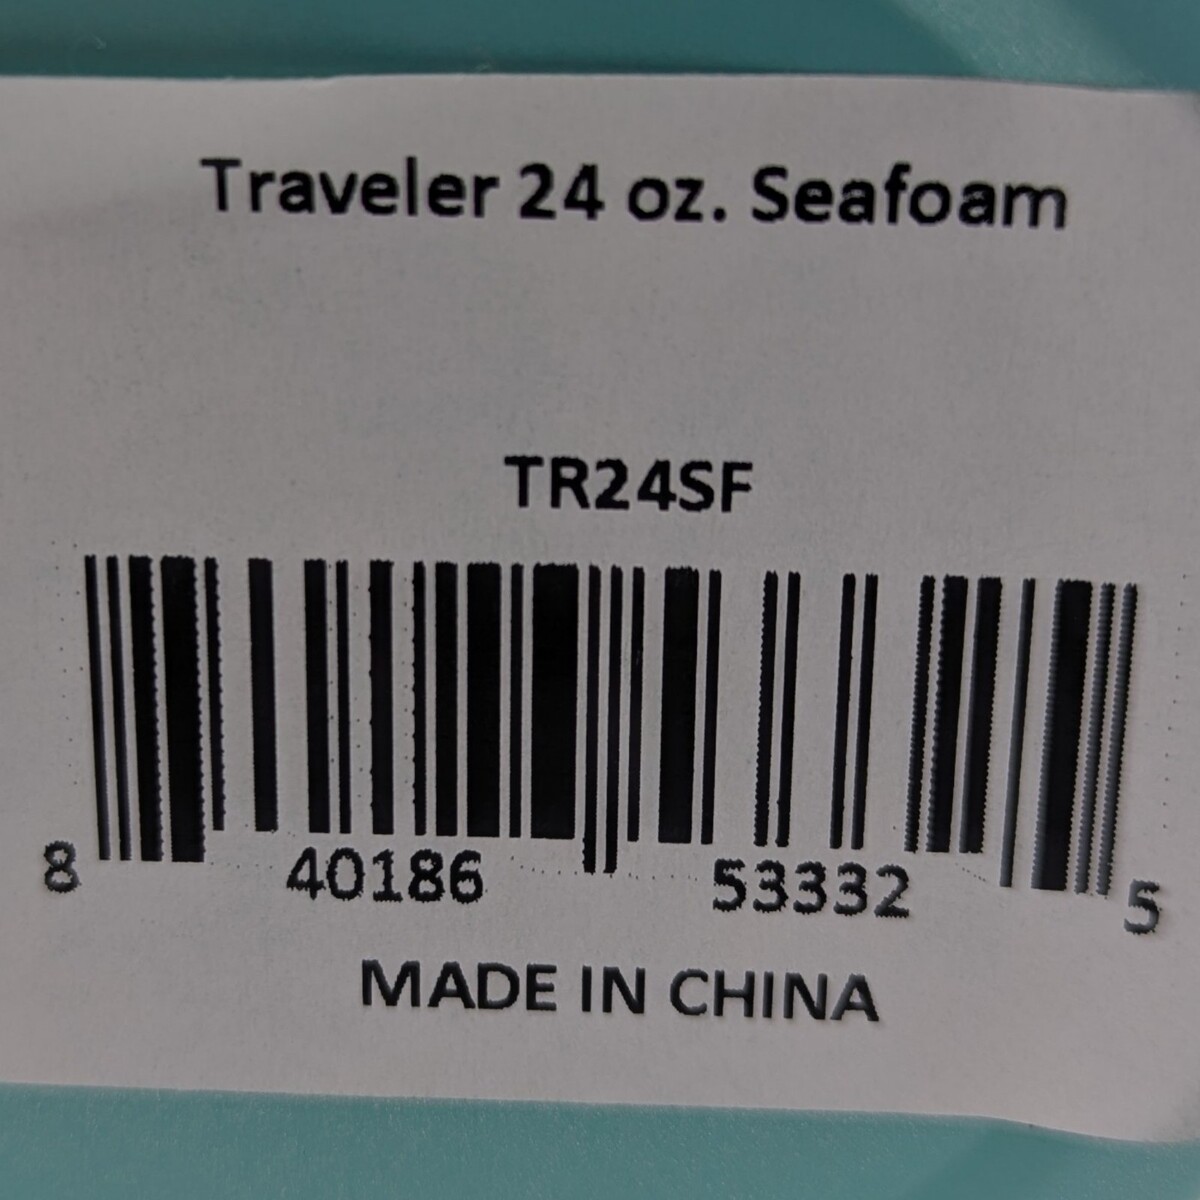 Traveler 24 oz. Seafoam
TR24SF
8 40186 53332 5
MADE IN CHINA